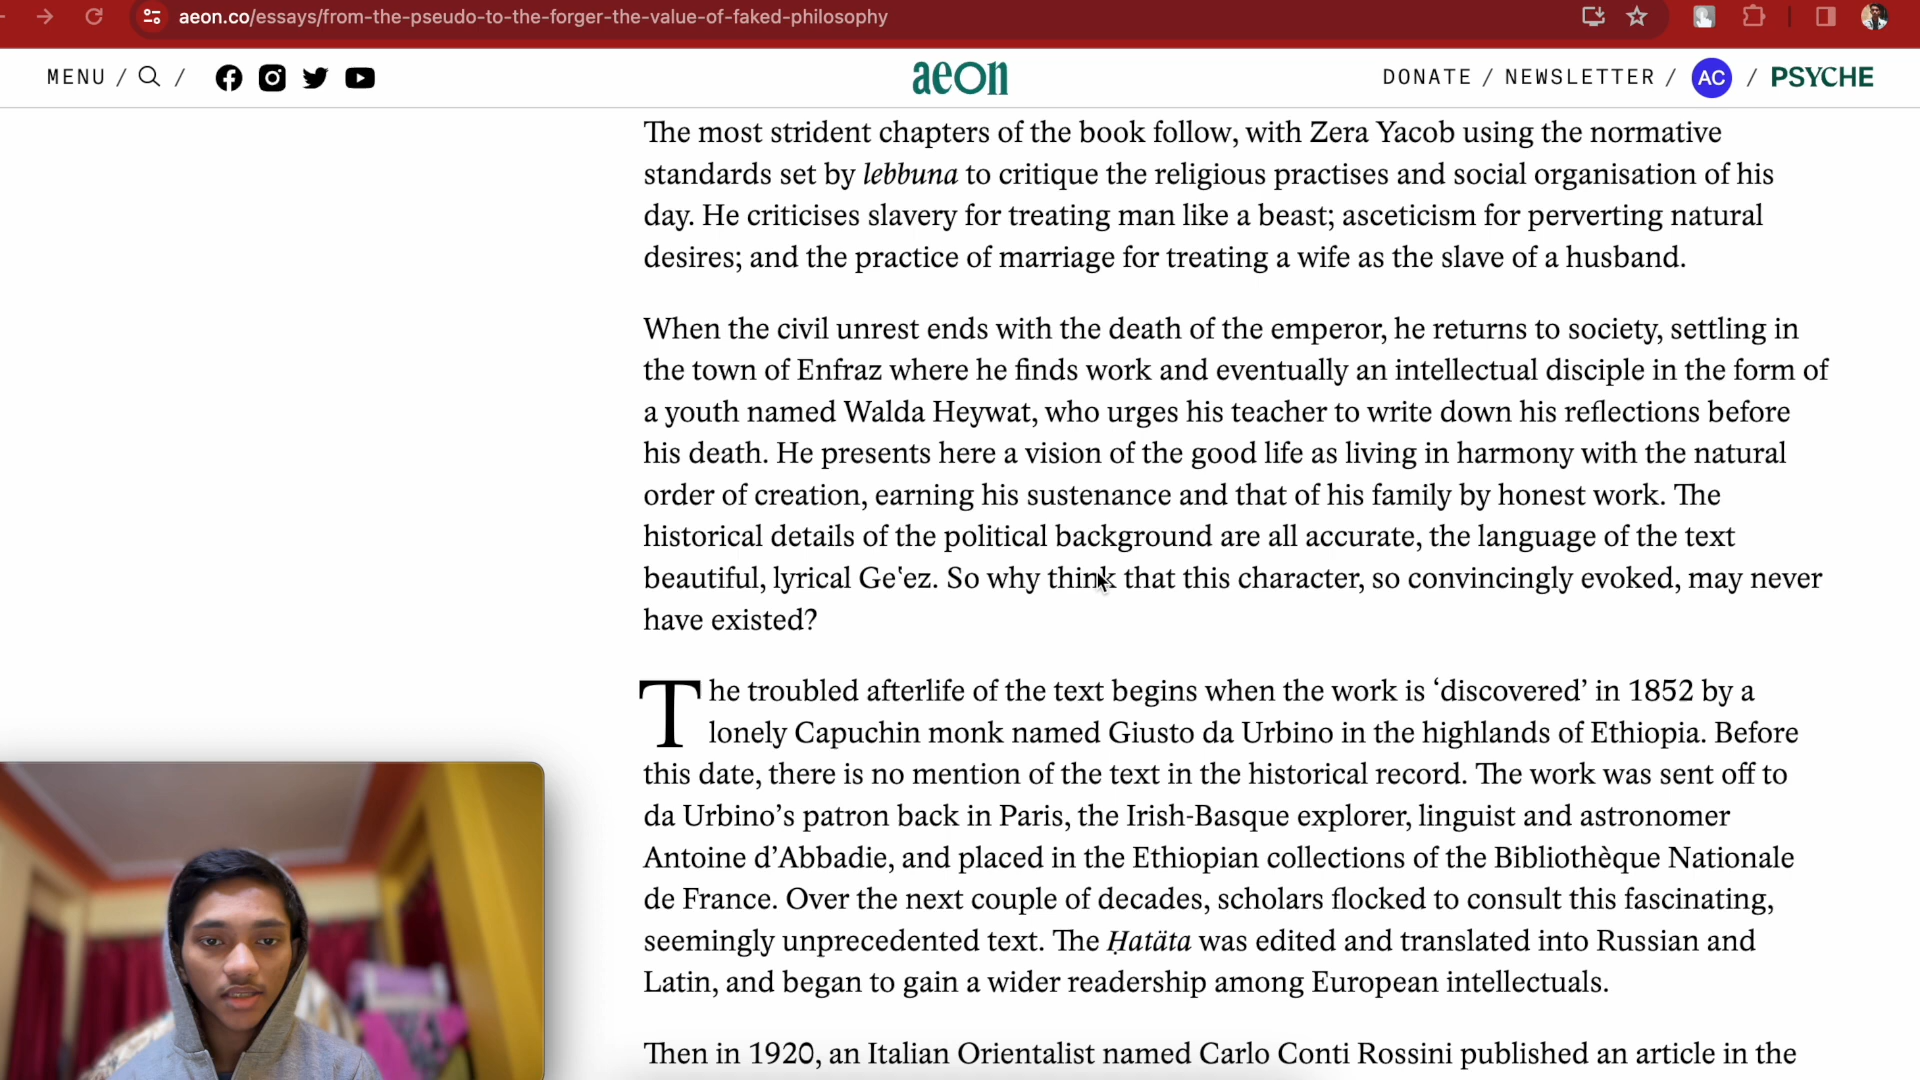 aeon.co/essays/from-the-pseudo-to-the-forger-the-value-of-faked-philosophy
MENU / /
aeon
DONATE / NEWSLETTER / AC / PSYCHE
The most strident chapters of the book follow, with Zera Yacob using the normative
standards set by lebbuna to critique the religious practises and social organisation of his
day. He criticises slavery for treating man like a beast; asceticism for perverting natural
desires; and the practice of marriage for treating a wife as the slave of a husband.
When the civil unrest ends with the death of the emperor, he returns to society, settling in
the town of Enfraz where he finds work and eventually an intellectual disciple in the form of
a youth named Walda Heywat, who urges his teacher to write down his reflections before
his death. He presents here a vision of the good life as living in harmony with the natural
order of creation, earning his sustenance and that of his family by honest work. The
historical details of the political background are all accurate, the language of the text
beautiful, lyrical Geʽez. So why think that this character, so convincingly evoked, may never
have existed?
The troubled afterlife of the text begins when the work is ‘discovered’ in 1852 by a
lonely Capuchin monk named Giusto da Urbino in the highlands of Ethiopia. Before
this date, there is no mention of the text in the historical record. The work was sent off to
da Urbino’s patron back in Paris, the Irish-Basque explorer, linguist and astronomer
Antoine d’Abbadie, and placed in the Ethiopian collections of the Bibliothèque Nationale
de France. Over the next couple of decades, scholars flocked to consult this fascinating,
seemingly unprecedented text. The Ḥatäta was edited and translated into Russian and
Latin, and began to gain a wider readership among European intellectuals.
Then in 1920, an Italian Orientalist named Carlo Conti Rossini published an article in the